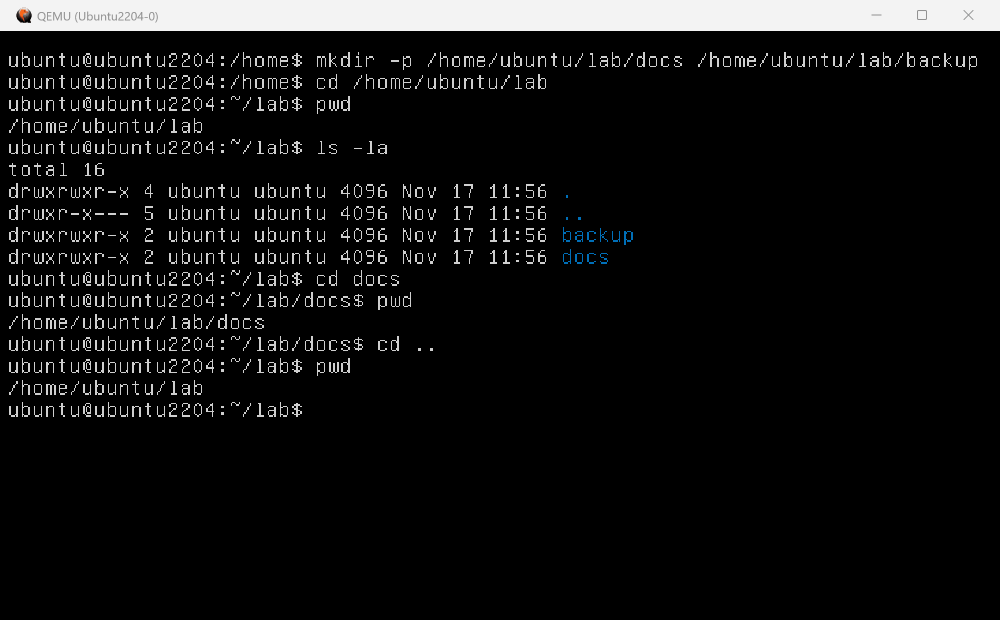 QEMU (Ubuntu2204-0)
ubuntu@ubuntu2204:/home$ mkdir -p /home/ubuntu/lab/docs /home/ubuntu/lab/backup
ubuntu@ubuntu2204:/home$ cd /home/ubuntu/lab
ubuntu@ubuntu2204:~/lab$ pwd
/home/ubuntu/lab
ubuntu@ubuntu2204:~/lab$ ls -la
total 16
drwxrwxr-x 4 ubuntu ubuntu 4096 Nov 17 11:56 .
drwxr-x--- 5 ubuntu ubuntu 4096 Nov 17 11:56 ..
drwxrwxr-x 2 ubuntu ubuntu 4096 Nov 17 11:56 backup
drwxrwxr-x 2 ubuntu ubuntu 4096 Nov 17 11:56 docs
ubuntu@ubuntu2204:~/lab$ cd docs
ubuntu@ubuntu2204:~/lab/docs$ pwd
/home/ubuntu/lab/docs
ubuntu@ubuntu2204:~/lab/docs$ cd ..
ubuntu@ubuntu2204:~/lab$ pwd
/home/ubuntu/lab
ubuntu@ubuntu2204:~/lab$